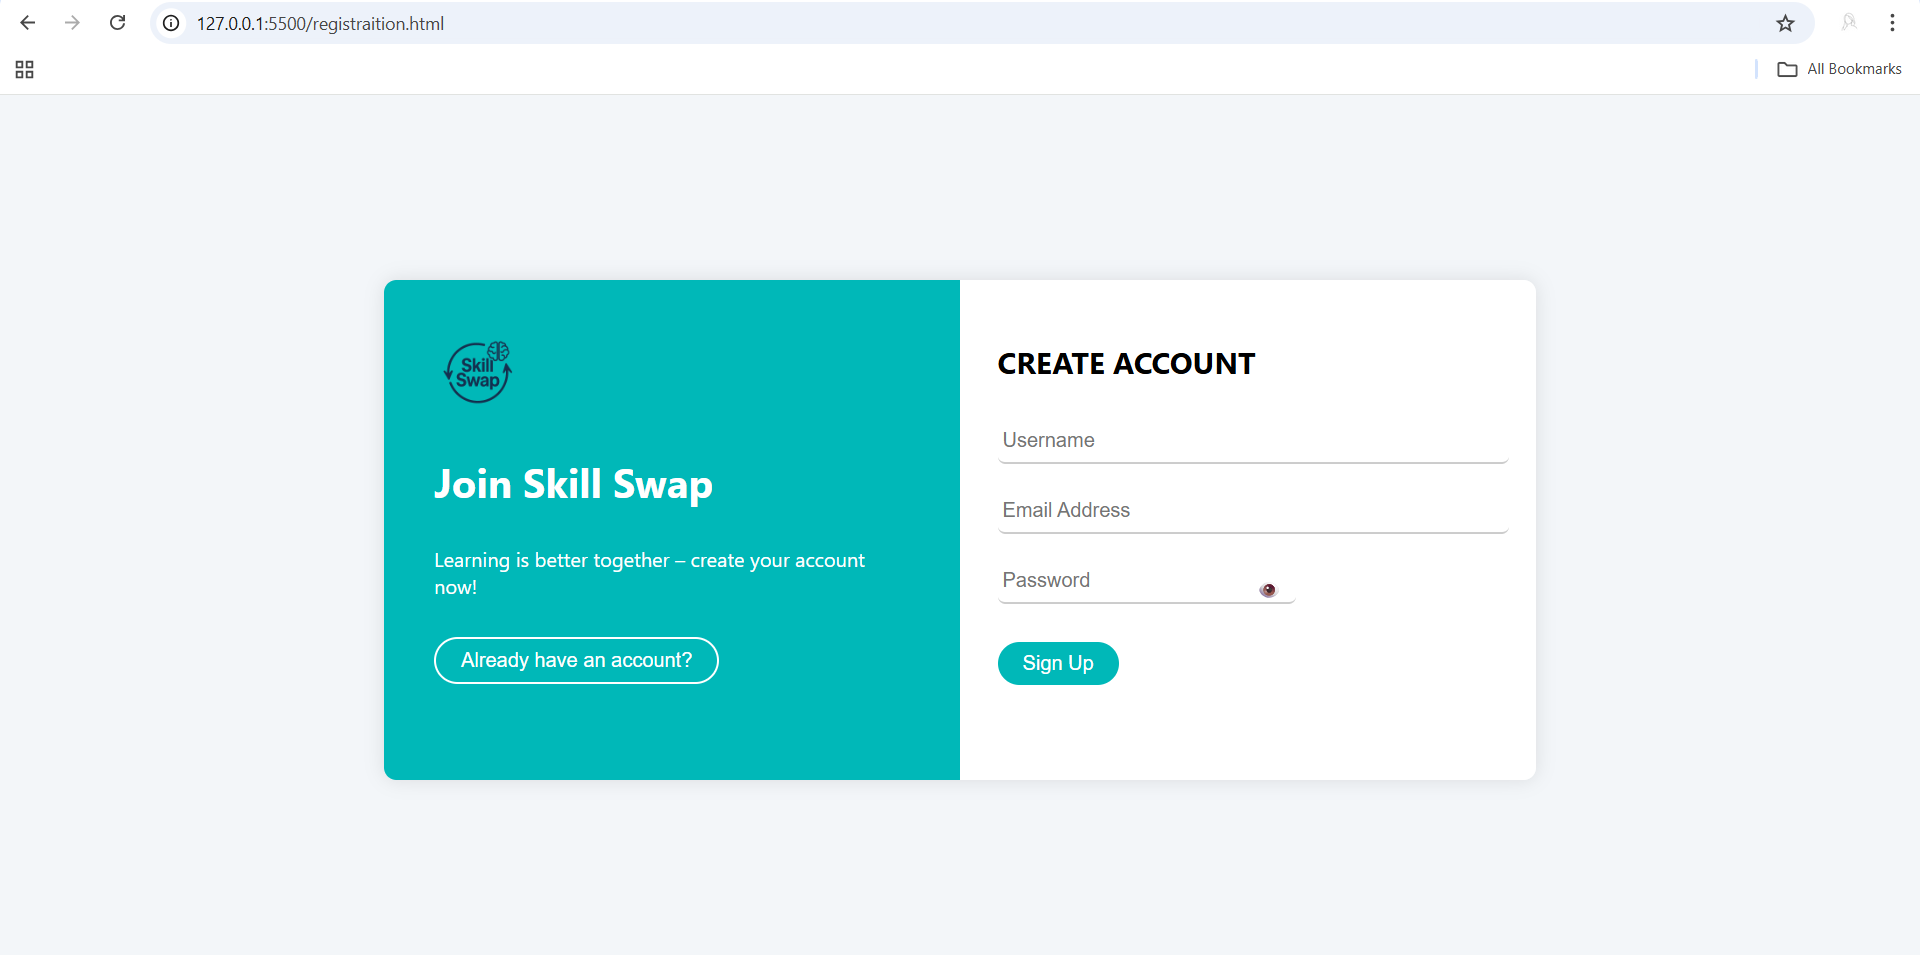 127.0.0.1:5500/registraition.html
All Bookmarks
Skill
Swap
Join Skill Swap
Learning is better together – create your account
now!
Already have an account?
CREATE ACCOUNT
Username
Email Address
Password
Sign Up